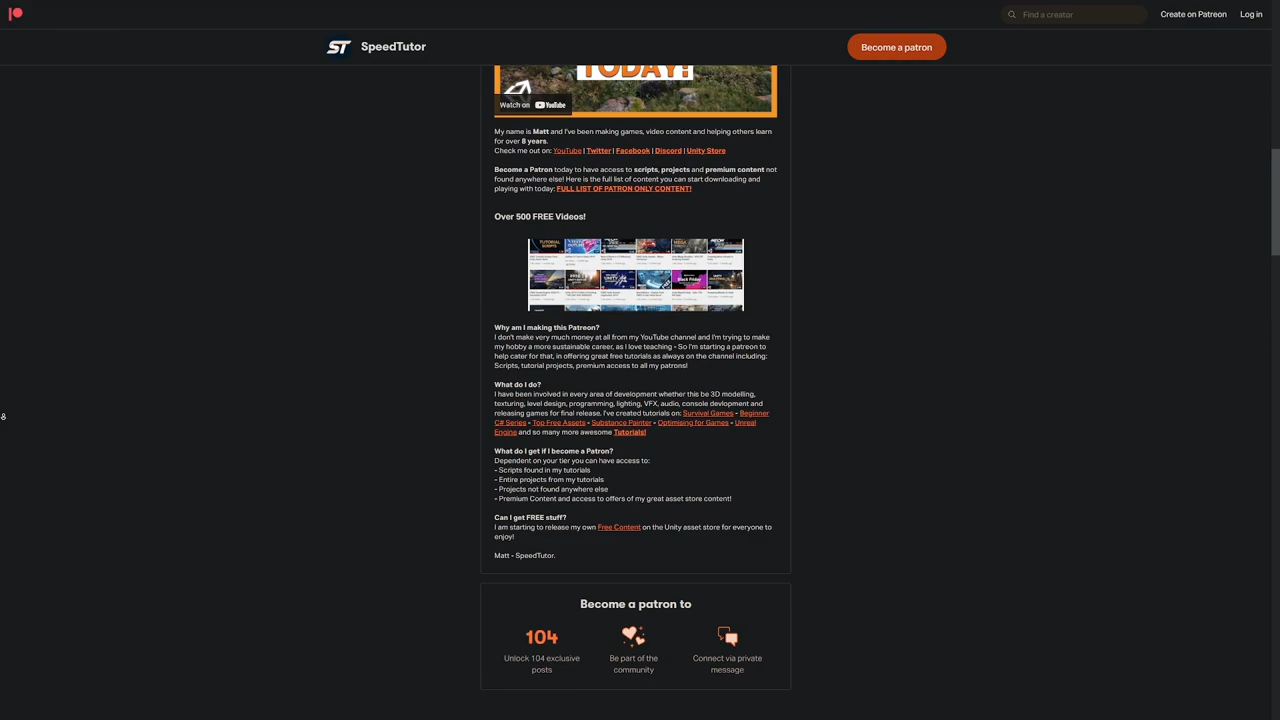 Find a creator
Create on Patreon
Log in
ST
SpeedTutor
Become a patron
TODAY!
Watch on YouTube
My name is Matt and I've been making games, video content and helping others learn
for over 8 years.
Check me out on: YouTube | Twitter | Facebook | Discord | Unity Store
Become a Patron today to have access to scripts, projects and premium content not
found anywhere else! Here is the full list of content you can start downloading and
playing with today: FULL LIST OF PATRON ONLY CONTENT!
Over 500 FREE Videos!
Why am I making this Patreon?
I don't make very much money at all from my YouTube channel and I'm trying to make
my hobby a more sustainable career, as I love teaching - So I'm starting a patreon to
help cater for that, in offering great free tutorials as always on the channel including:
Scripts, tutorial projects, premium access to all my patrons!
What do I do?
I have been involved in every area of development whether this be 3D modelling,
texturing, level design, programming, lighting, VFX, audio, console devlopment and
releasing games for final release. I've created tutorials on: Survival Games - Beginner
C# Series - Top Free Assets - Substance Painter - Optimising for Games - Unreal
Engine and so many more awesome Tutorials!
What do I get if I become a Patron?
Dependent on your tier you can have access to:
- Scripts found in my tutorials
- Entire projects from my tutorials
- Projects not found anywhere else
- Premium Content and access to offers of my great asset store content!
Can I get FREE stuff?
I am starting to release my own Free Content on the Unity asset store for everyone to
enjoy!
Matt - SpeedTutor.
Become a patron to
104
Unlock 104 exclusive
posts
Be part of the
community
Connect via private
message